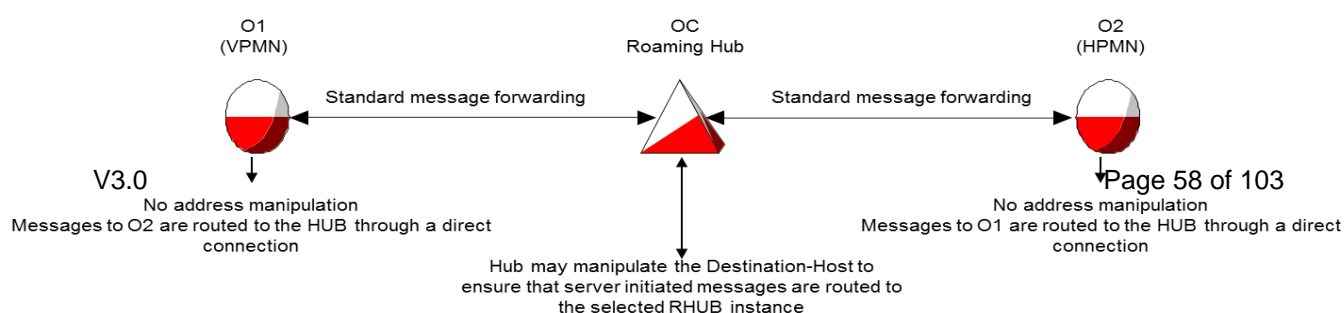 O1
(VPMN)
OC
Roaming Hub
O2
(HPMN)
Standard message forwarding
Standard message forwarding
V3.0
Page 58 of 103
No address manipulation
Messages to O2 are routed to the HUB through a direct
connection
No address manipulation
Messages to O1 are routed to the HUB through a direct
connection
Hub may manipulate the Destination-Host to
ensure that server initiated messages are routed to
the selected RHUB instance